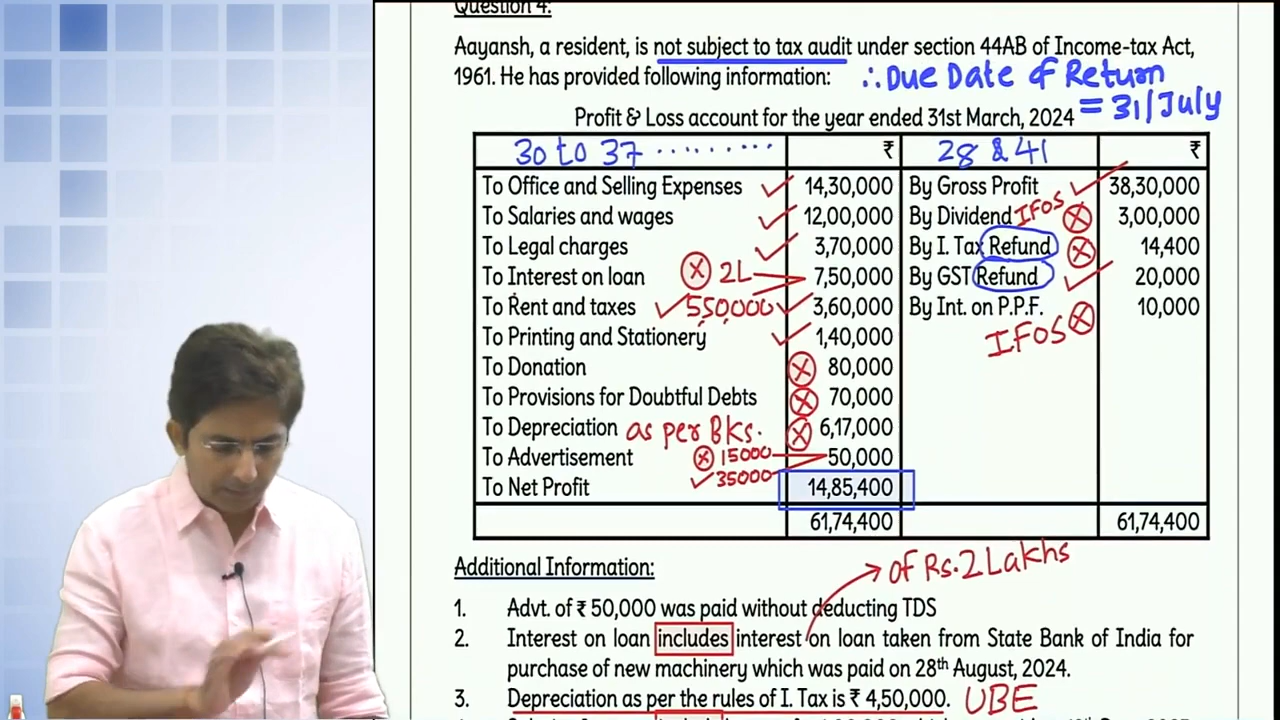 Question 4:
Aayansh, a resident, is not subject to tax audit under section 44AB of Income-tax Act,
1961. He has provided following information: ∴ Due Date of Return
= 31/July
Profit & Loss account for the year ended 31st March, 2024
30 to 37 ......... ₹ 28 & 41 ₹
To Office and Selling Expenses ✓ 14,30,000 By Gross Profit ✓ 38,30,000
To Salaries and wages ✓ 12,00,000 By Dividend IFOS ⓧ 3,00,000
To Legal charges ✓ 3,70,000 By I. Tax Refund ⓧ 14,400
To Interest on loan ⓧ 2L 7,50,000 By GST Refund ✓ 20,000
To Rent and taxes ✓ 550,000 ✓ 3,60,000 By Int. on P.P.F. ⓧ 10,000
IFOS
To Printing and Stationery ✓ 1,40,000
To Donation ⓧ 80,000
To Provisions for Doubtful Debts ⓧ 70,000
To Depreciation as per Bks. ⓧ 6,17,000
To Advertisement ⓧ 15000 50,000
✓ 35000
To Net Profit 14,85,400
61,74,400 61,74,400
of Rs. 2 Lakhs
Additional Information:
1. Advt. of ₹ 50,000 was paid without deducting TDS
2. Interest on loan includes interest on loan taken from State Bank of India for
purchase of new machinery which was paid on 28th August, 2024.
3. Depreciation as per the rules of I. Tax is ₹ 4,50,000. UBE